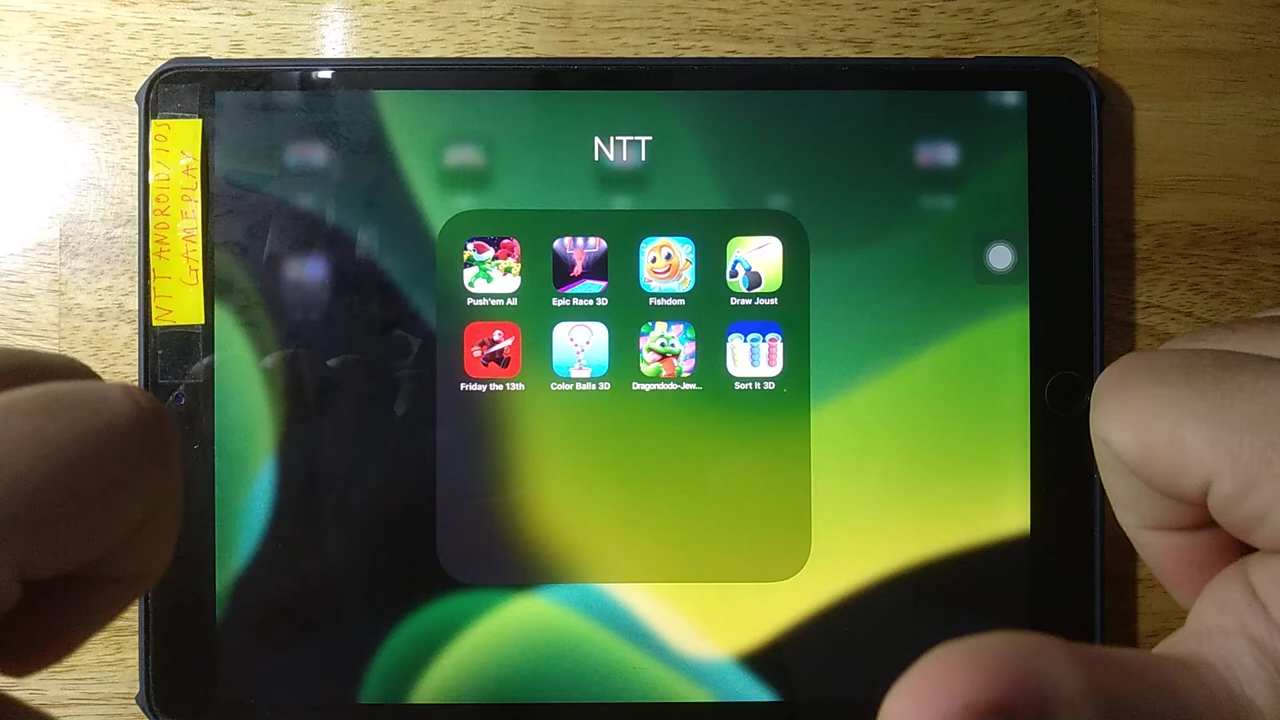 NTT ANDROID/IOS
GAMEPLAY
NTT
Push'em All
Epic Race 3D
Fishdom
Draw Joust
Friday the 13th
Color Balls 3D
Dragondodo-Jew...
Sort It 3D